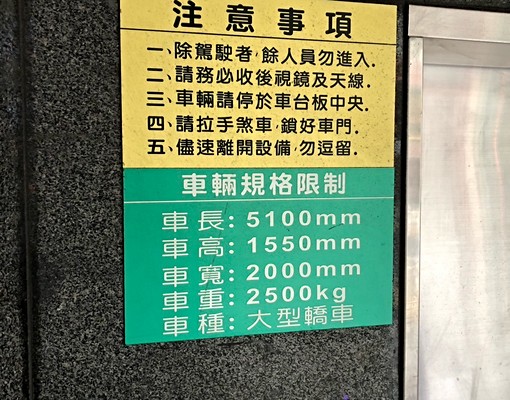 注意事項
一、除駕駛者,餘人員勿進入.
二、請務必收後視鏡及天線.
三、車輛請停於車台板中央.
四、請拉手煞車,鎖好車門.
五、儘速離開設備,勿逗留.
車輛規格限制
車長: 5100mm
車高: 1550mm
車寬: 2000mm
車重: 2500kg
車種: 大型轎車